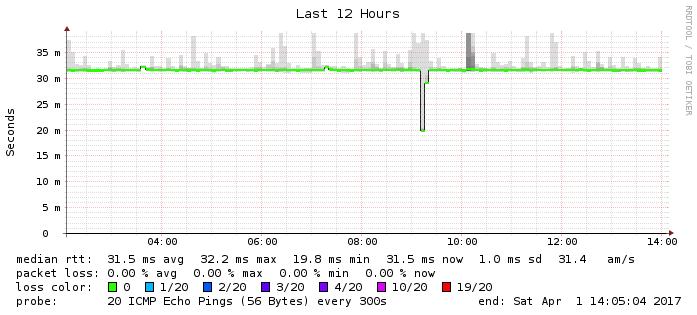 Last 12 Hours
RRDTOOL / TOBI OETIKER
Seconds
35 m
30 m
25 m
20 m
15 m
10 m
5 m
0
04:00 06:00 08:00 10:00 12:00 14:00
median rtt: 31.5 ms avg 32.2 ms max 19.8 ms min 31.5 ms now 1.0 ms sd 31.4 am/s
packet loss: 0.00 % avg 0.00 % max 0.00 % min 0.00 % now
loss color: 0 1/20 2/20 3/20 4/20 10/20 19/20
probe: 20 ICMP Echo Pings (56 Bytes) every 300s end: Sat Apr 1 14:05:04 2017